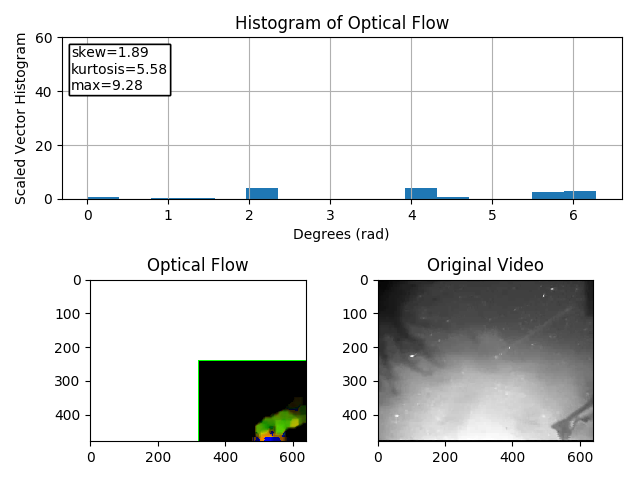 Histogram of Optical Flow
Scaled Vector Histogram
60
40
20
0
skew=1.89
kurtosis=5.58
max=9.28
0 1 2 3 4 5 6
Degrees (rad)
Optical Flow
0
100
200
300
400
0 200 400 600
Original Video
0
100
200
300
400
0 200 400 600